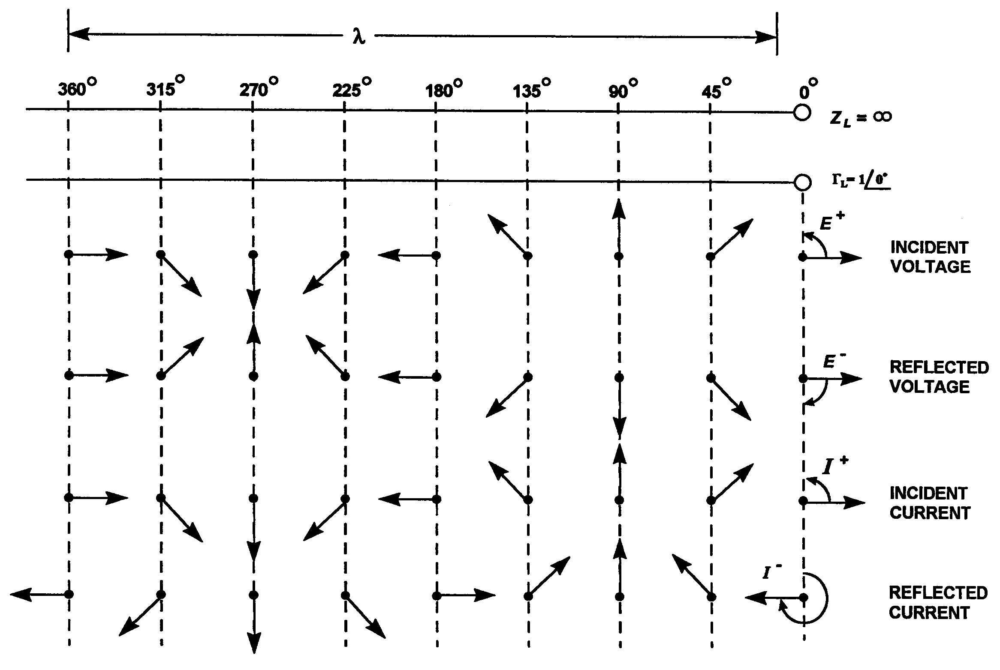 λ
360° 315° 270° 225° 180° 135° 90° 45° 0°
Z_L = ∞
Γ_L = 1/0°
E⁺
INCIDENT
VOLTAGE
E⁻
REFLECTED
VOLTAGE
I⁺
INCIDENT
CURRENT
I⁻
REFLECTED
CURRENT